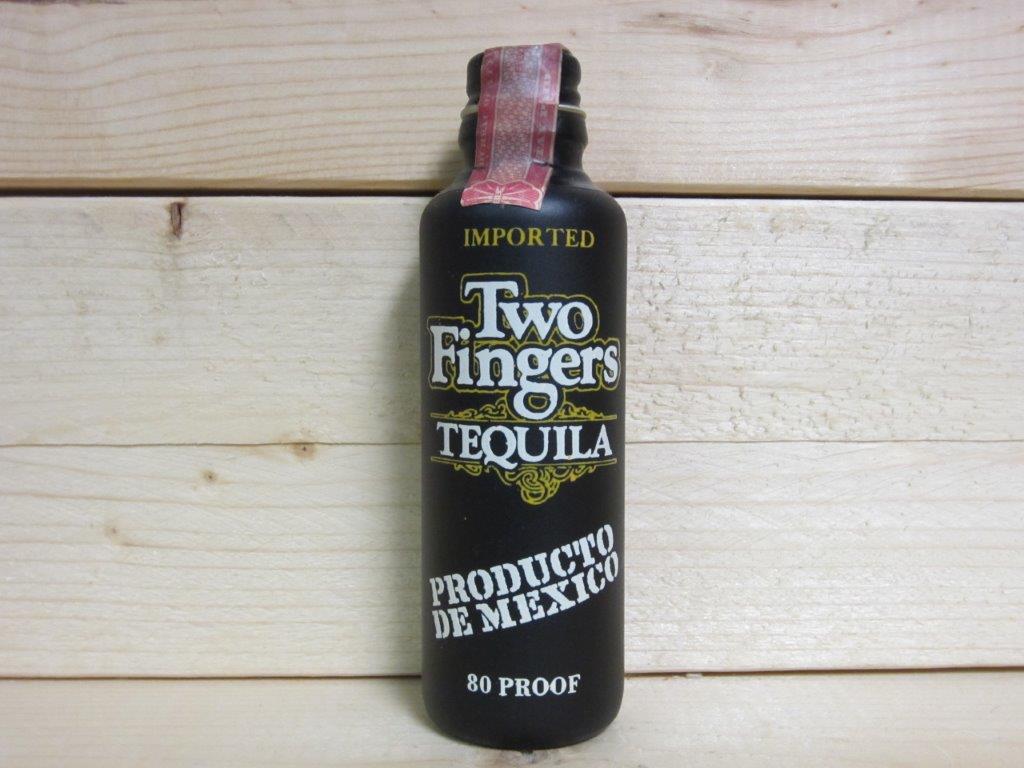 IMPORTED
Two
Fingers
TEQUILA
PRODUCTO
DE MEXICO
80 PROOF